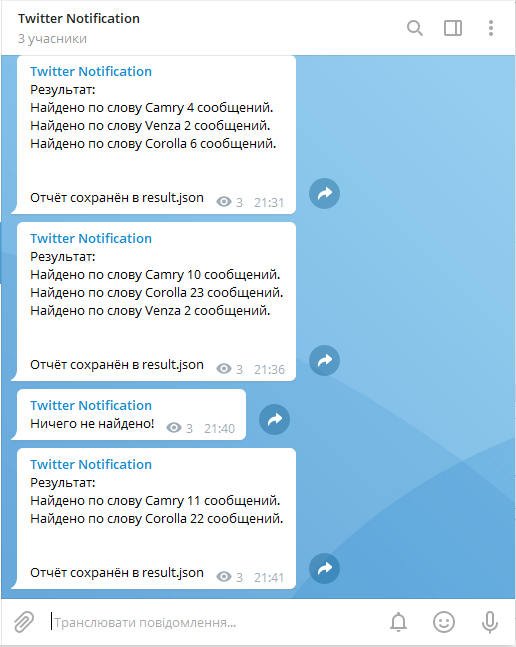 Twitter Notification
3 учасники
Twitter Notification
Результат:
Найдено по слову Camry 4 сообщений.
Найдено по слову Venza 2 сообщений.
Найдено по слову Corolla 6 сообщений.
Отчёт сохранён в result.json 3 21:31
Twitter Notification
Результат:
Найдено по слову Camry 10 сообщений.
Найдено по слову Corolla 23 сообщений.
Найдено по слову Venza 2 сообщений.
Отчёт сохранён в result.json 3 21:36
Twitter Notification
Ничего не найдено! 3 21:40
Twitter Notification
Результат:
Найдено по слову Camry 11 сообщений.
Найдено по слову Corolla 22 сообщений.
Отчёт сохранён в result.json 3 21:41
Транслювати повідомлення...